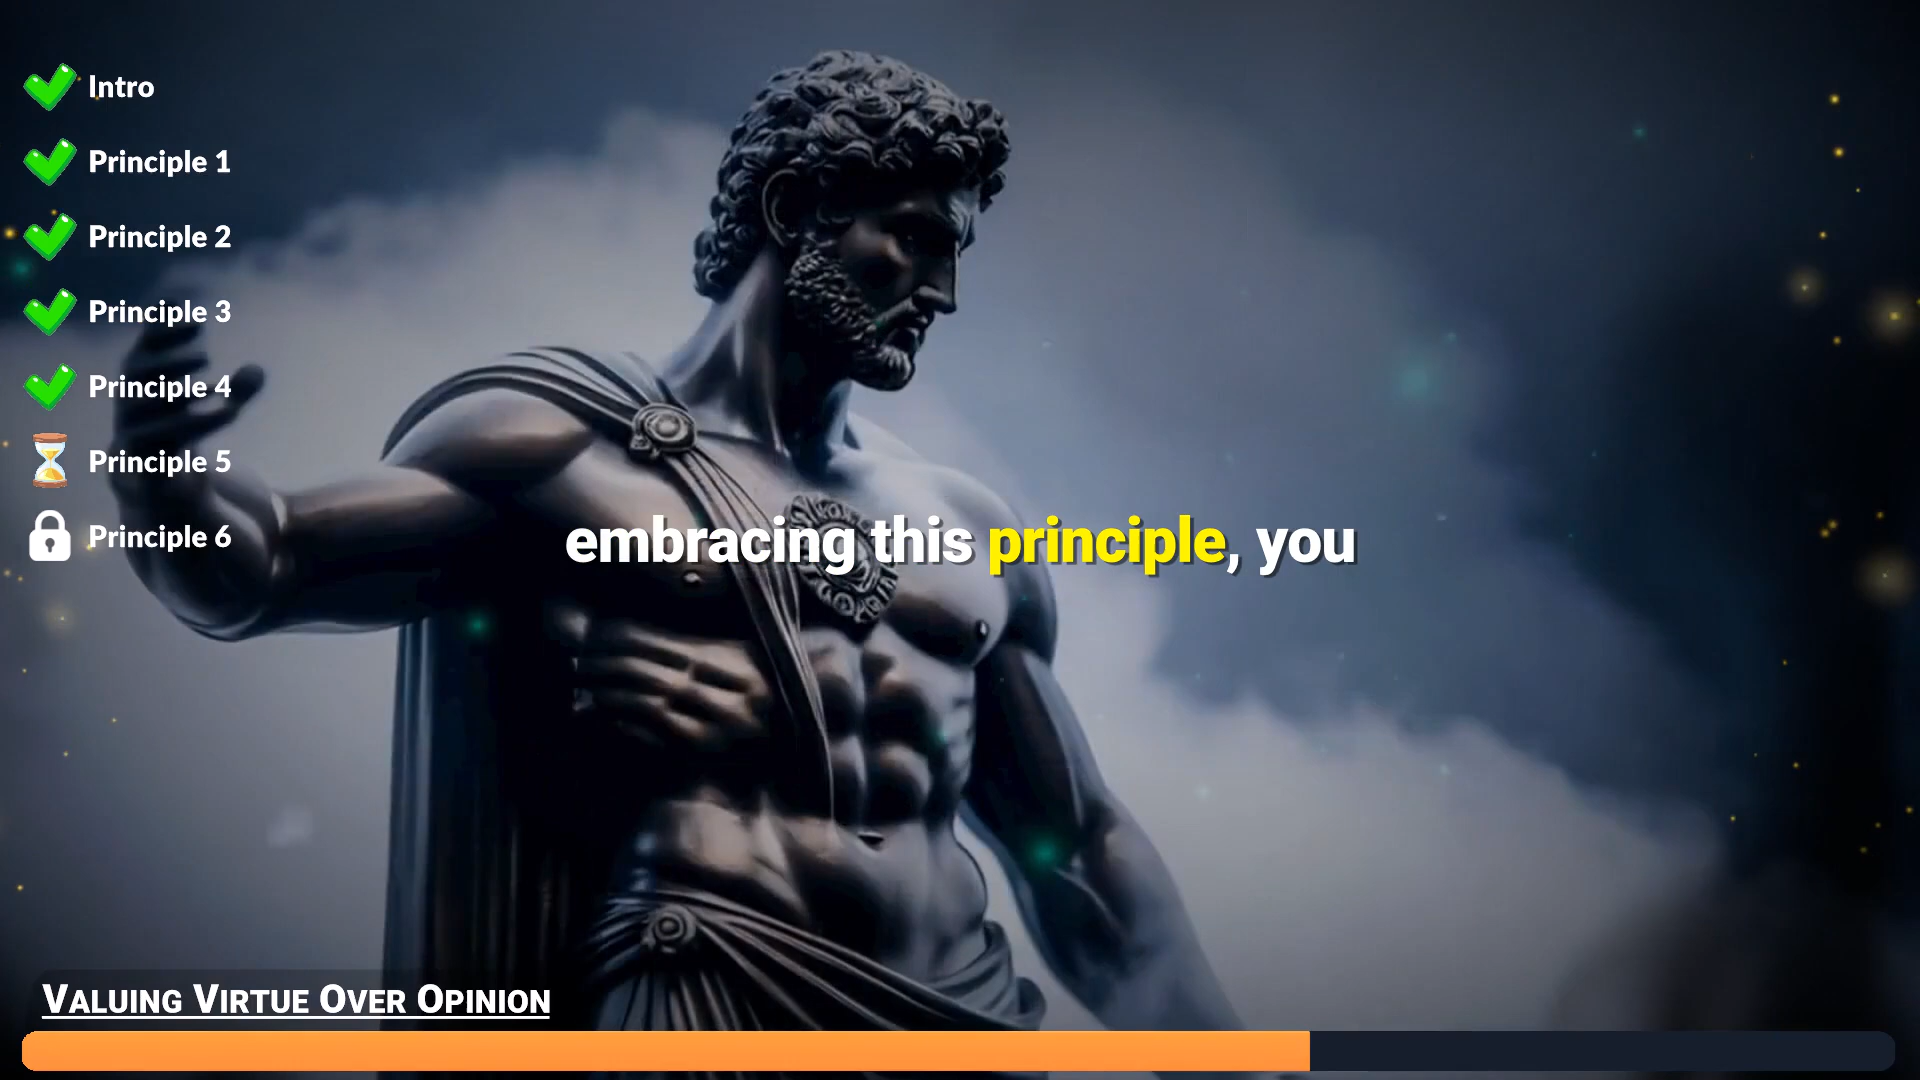 Intro
Principle 1
Principle 2
Principle 3
Principle 4
Principle 5
Principle 6
embracing this principle, you
Valuing Virtue Over Opinion